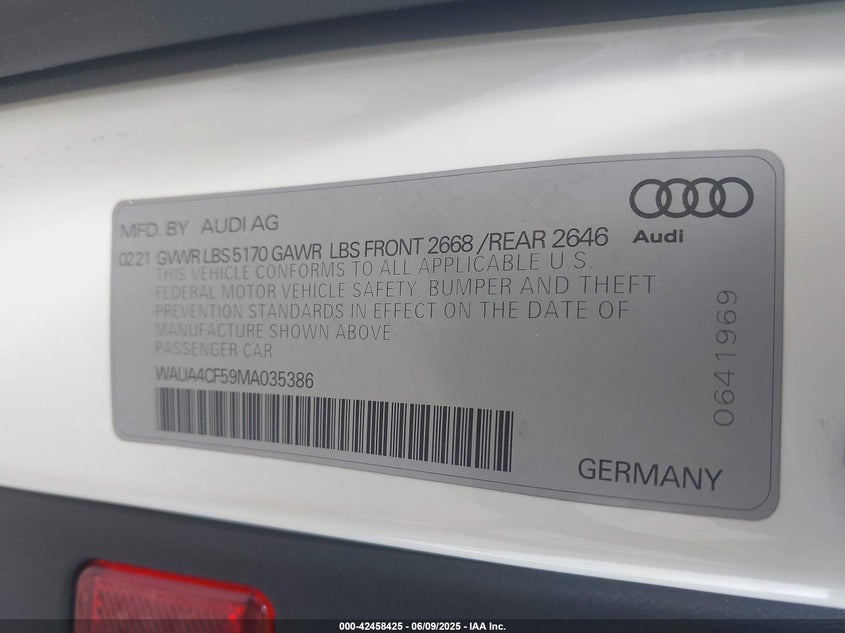 MFD. BY AUDI AG
02.21 GVWR LBS 5170 GAWR LBS FRONT 2668 /REAR 2646
THIS VEHICLE CONFORMS TO ALL APPLICABLE U.S.
FEDERAL MOTOR VEHICLE SAFETY, BUMPER AND THEFT
PREVENTION STANDARDS IN EFFECT ON THE DATE OF
MANUFACTURE SHOWN ABOVE
PASSENGER CAR
WAUA4CF59MA035386
Audi
0641969
GERMANY
000-42458425 - 06/09/2025 - IAA Inc.